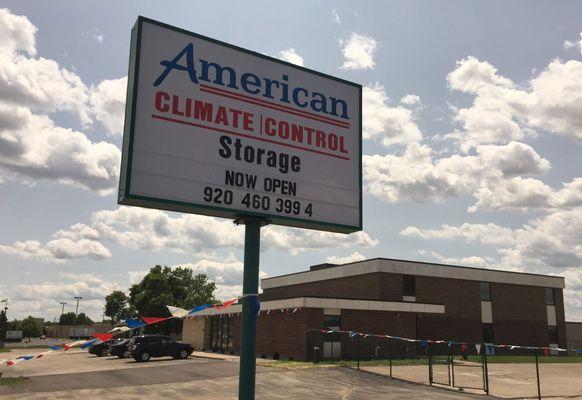 American
CLIMATE | CONTROL
Storage
NOW OPEN
920 460 399 4